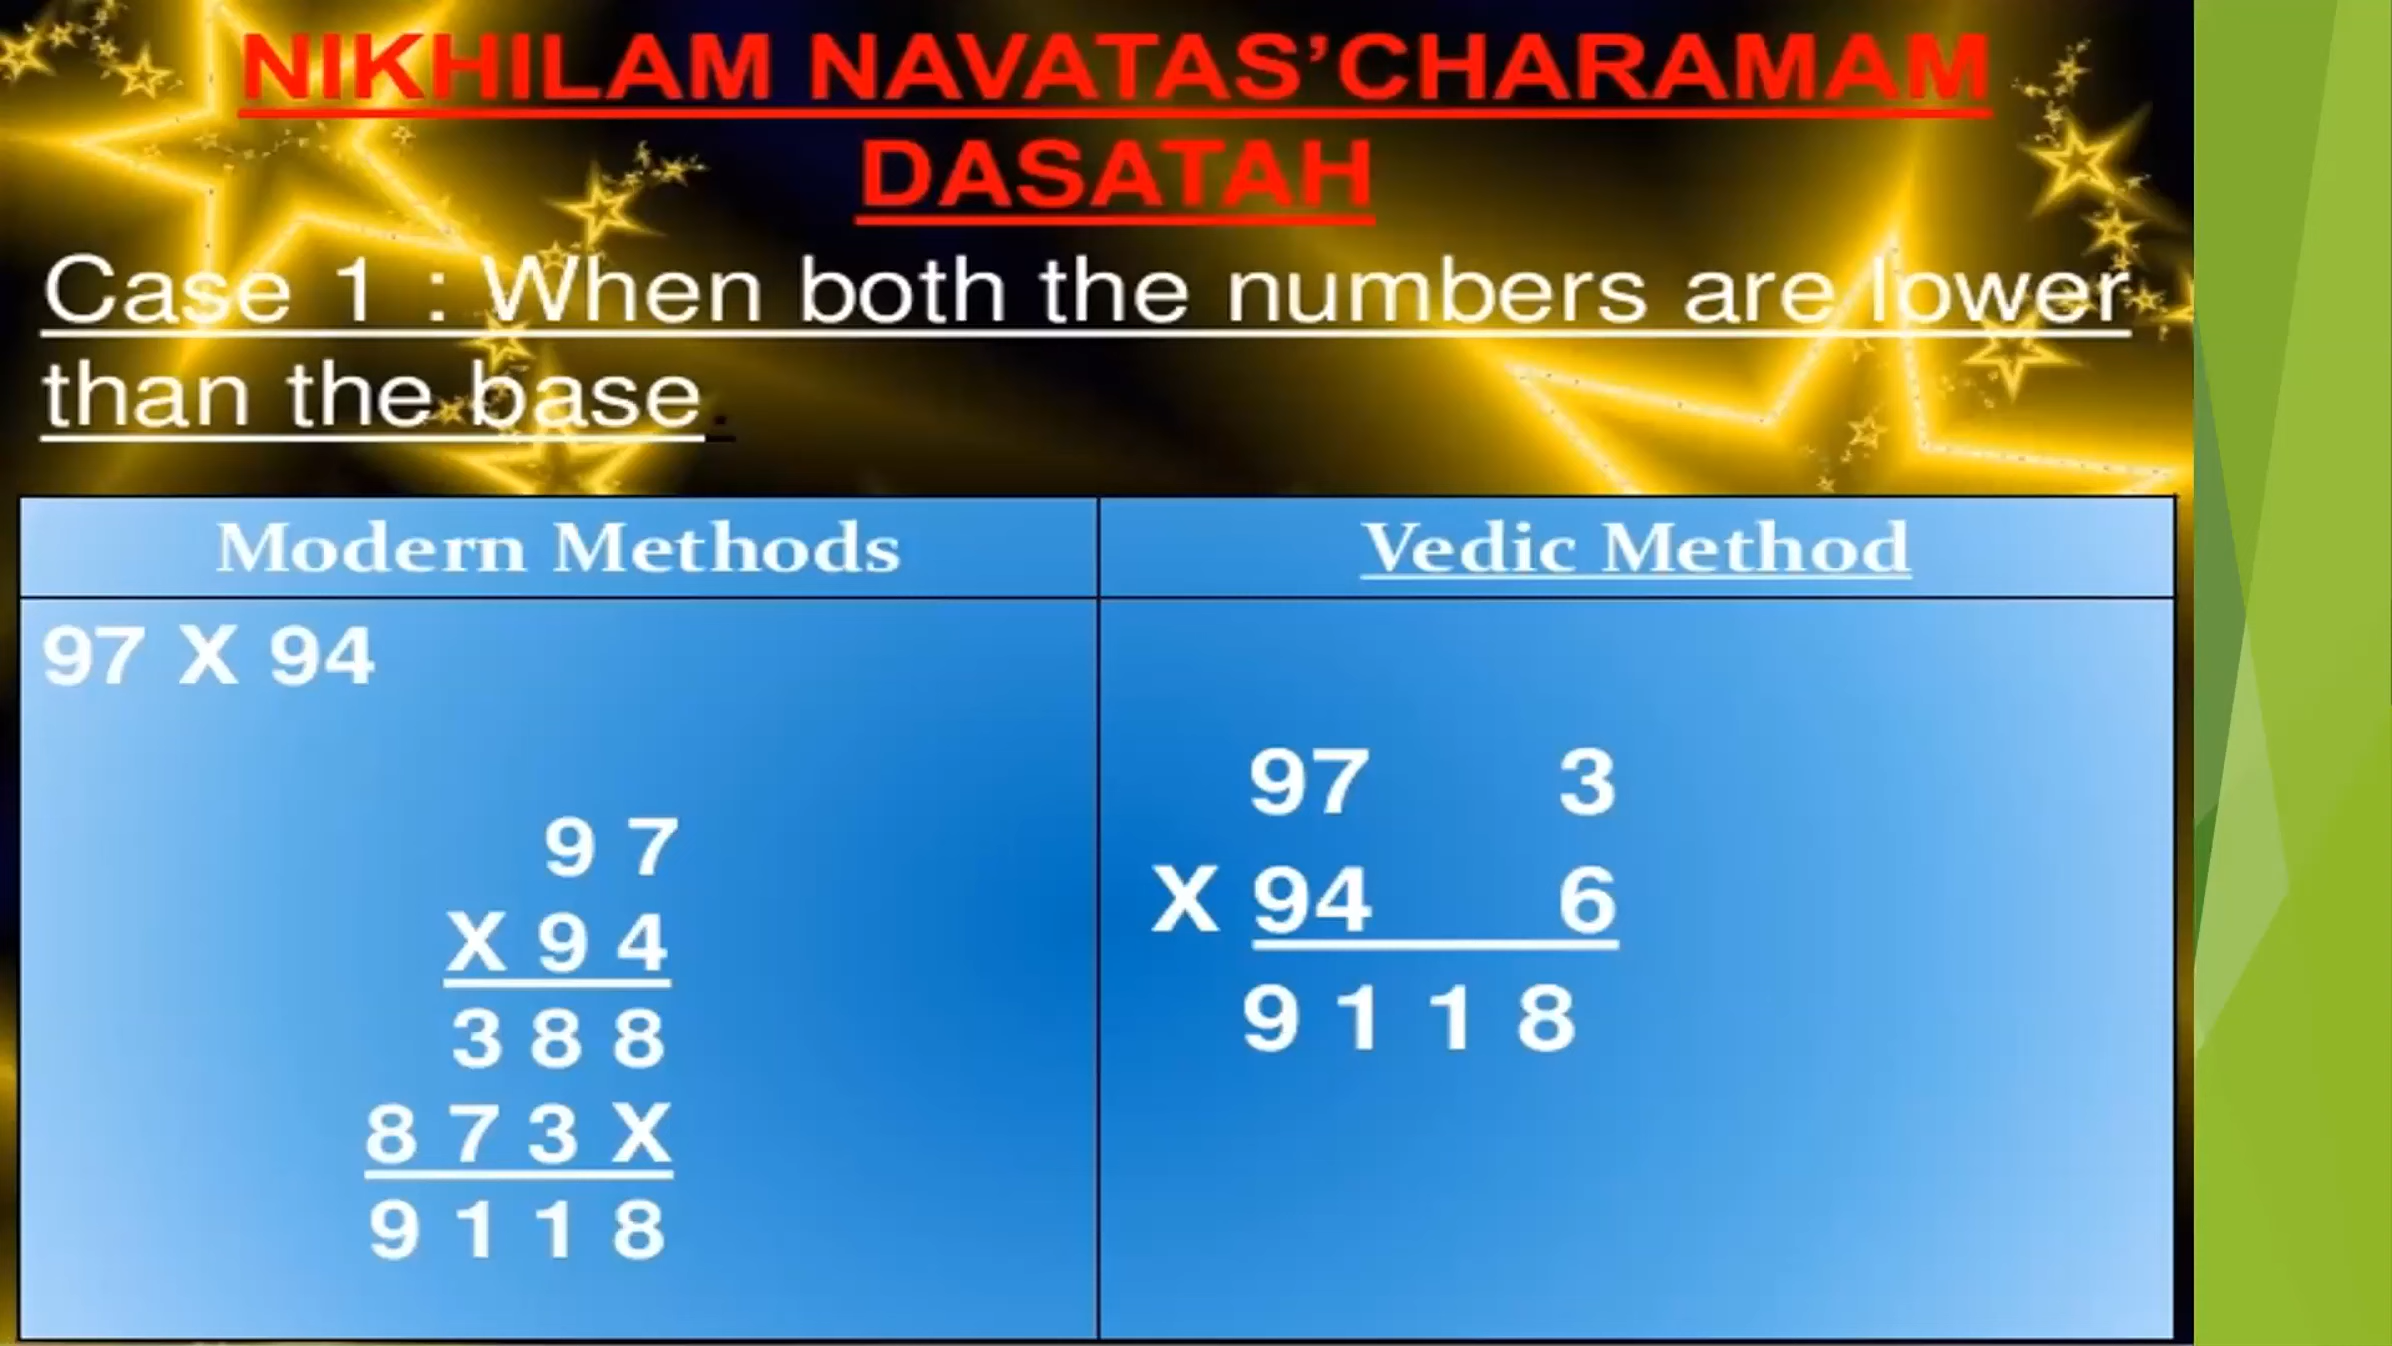 NIKHILAM NAVATAS’CHARAMAM
DASATAH
Case 1 : When both the numbers are lower
than the base.
Modern Methods
97 X 94
9 7
X 9 4
3 8 8
8 7 3 X
9 1 1 8
Vedic Method
97 3
X 94 6
9 1 1 8